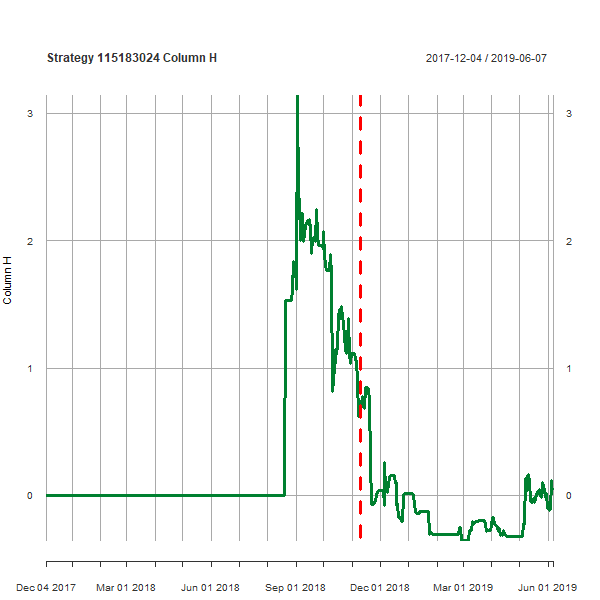 Strategy 115183024 Column H
2017-12-04 / 2019-06-07
3 3
2 2
1 1
0 0
Column H
Dec 04 2017 Mar 01 2018 Jun 01 2018 Sep 01 2018 Dec 01 2018 Mar 01 2019 Jun 01 2019